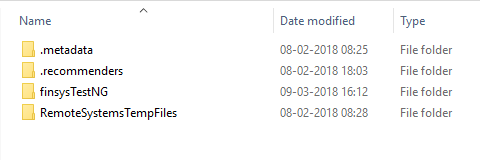 Name Date modified Type
.metadata 08-02-2018 08:25 File folder
.recommenders 08-02-2018 18:03 File folder
finsysTestNG 09-03-2018 16:12 File folder
RemoteSystemsTempFiles 08-02-2018 08:28 File folder